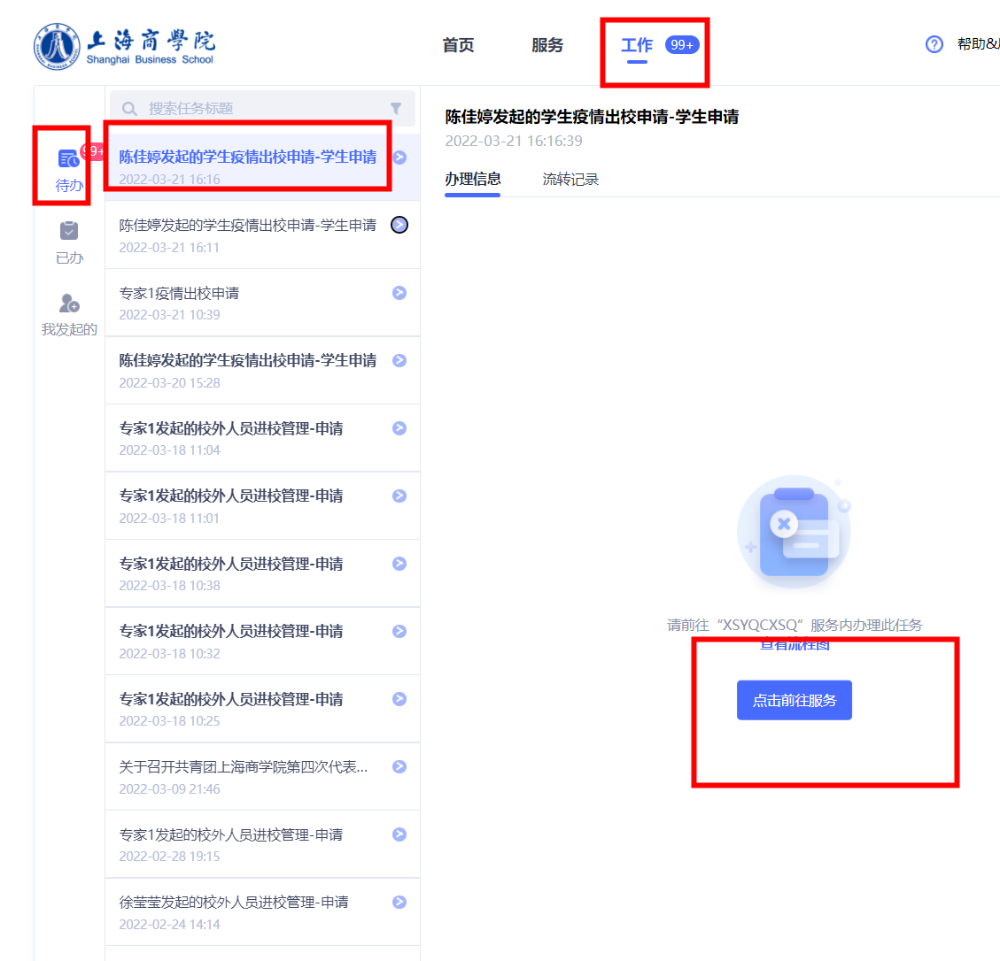 上海商學院
Shanghai Business School
首页
服务
工作
99+
帮助&
搜索任务标题
99+
待办
已办
我发起的
陈佳婷发起的学生疫情出校申请-学生申请
2022-03-21 16:16
陈佳婷发起的学生疫情出校申请-学生申请
2022-03-21 16:11
专家1疫情出校申请
2022-03-21 10:39
陈佳婷发起的学生疫情出校申请-学生申请
2022-03-20 15:28
专家1发起的校外人员进校管理-申请
2022-03-18 11:04
专家1发起的校外人员进校管理-申请
2022-03-18 11:01
专家1发起的校外人员进校管理-申请
2022-03-18 10:38
专家1发起的校外人员进校管理-申请
2022-03-18 10:32
专家1发起的校外人员进校管理-申请
2022-03-18 10:25
关于召开共青团上海商学院第四次代表...
2022-03-09 21:46
专家1发起的校外人员进校管理-申请
2022-02-28 19:15
徐莹莹发起的校外人员进校管理-申请
2022-02-24 14:14
陈佳婷发起的学生疫情出校申请-学生申请
2022-03-21 16:16:39
办理信息
流转记录
请前往“XSYQCXSQ”服务内办理此任务
查看流程图
点击前往服务